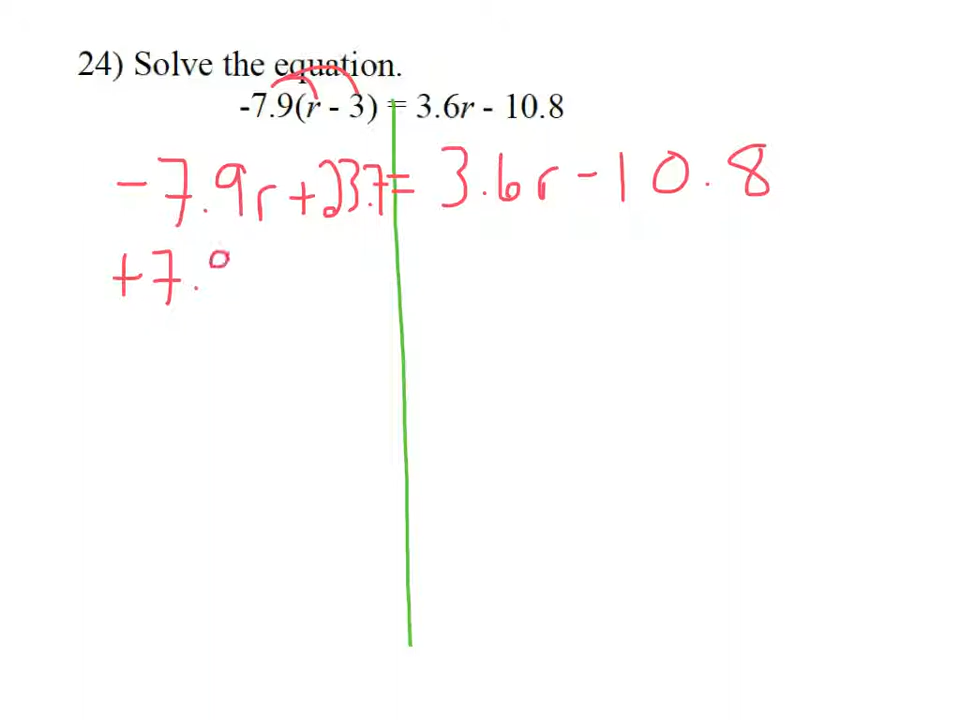 24) Solve the equation.
-7.9(r - 3) = 3.6r - 10.8
-7.9r +23.7= 3.6r -10.8
+7.